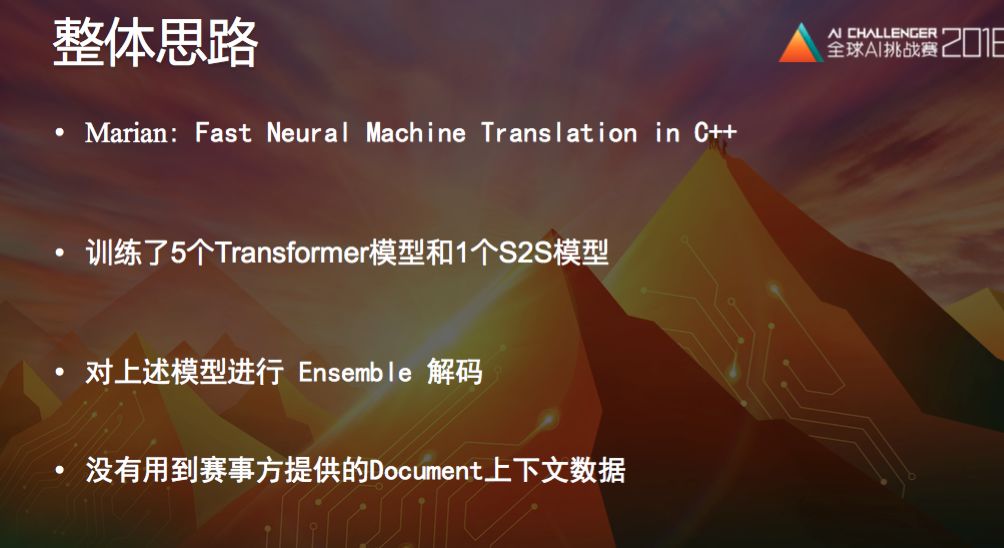 整体思路
AI CHALLENGER
全球AI挑战赛
• Marian: Fast Neural Machine Translation in C++
• 训练了5个Transformer模型和1个S2S模型
• 对上述模型进行 Ensemble 解码
• 没有用到赛事方提供的Document上下文数据